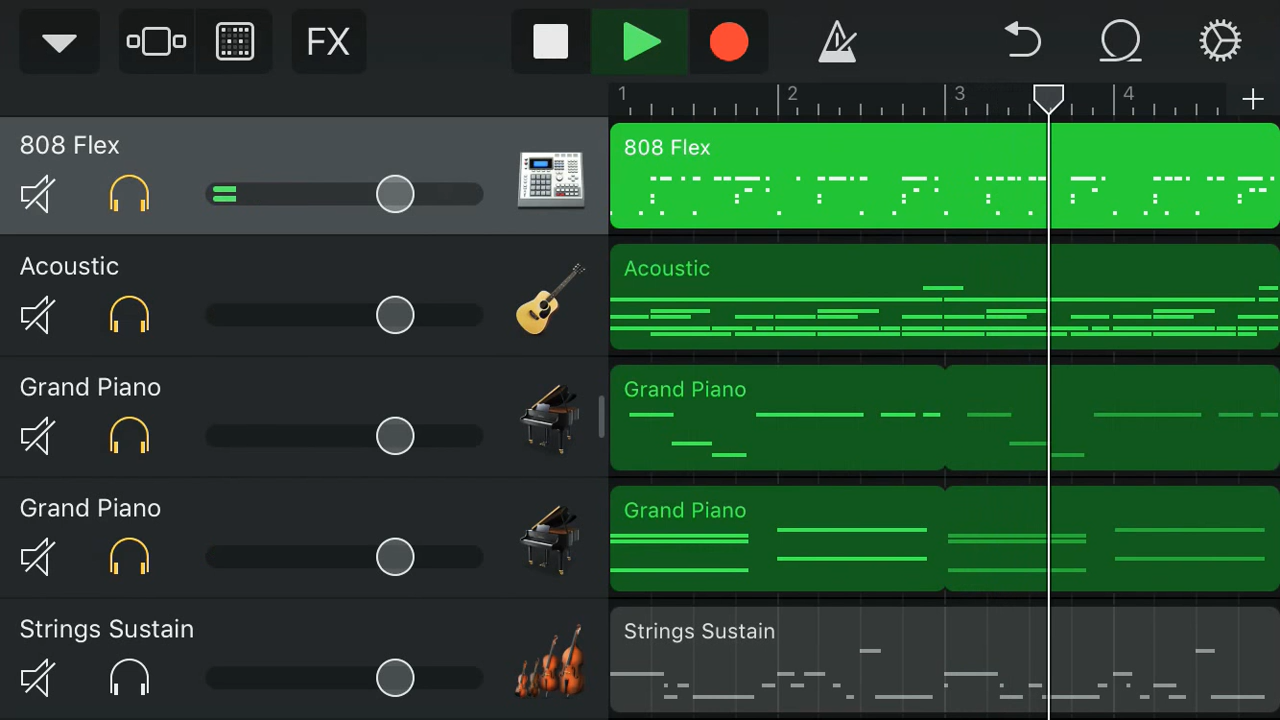 FX
1 2 3 4
808 Flex
808 Flex
Acoustic
Acoustic
Grand Piano
Grand Piano
Grand Piano
Grand Piano
Strings Sustain
Strings Sustain